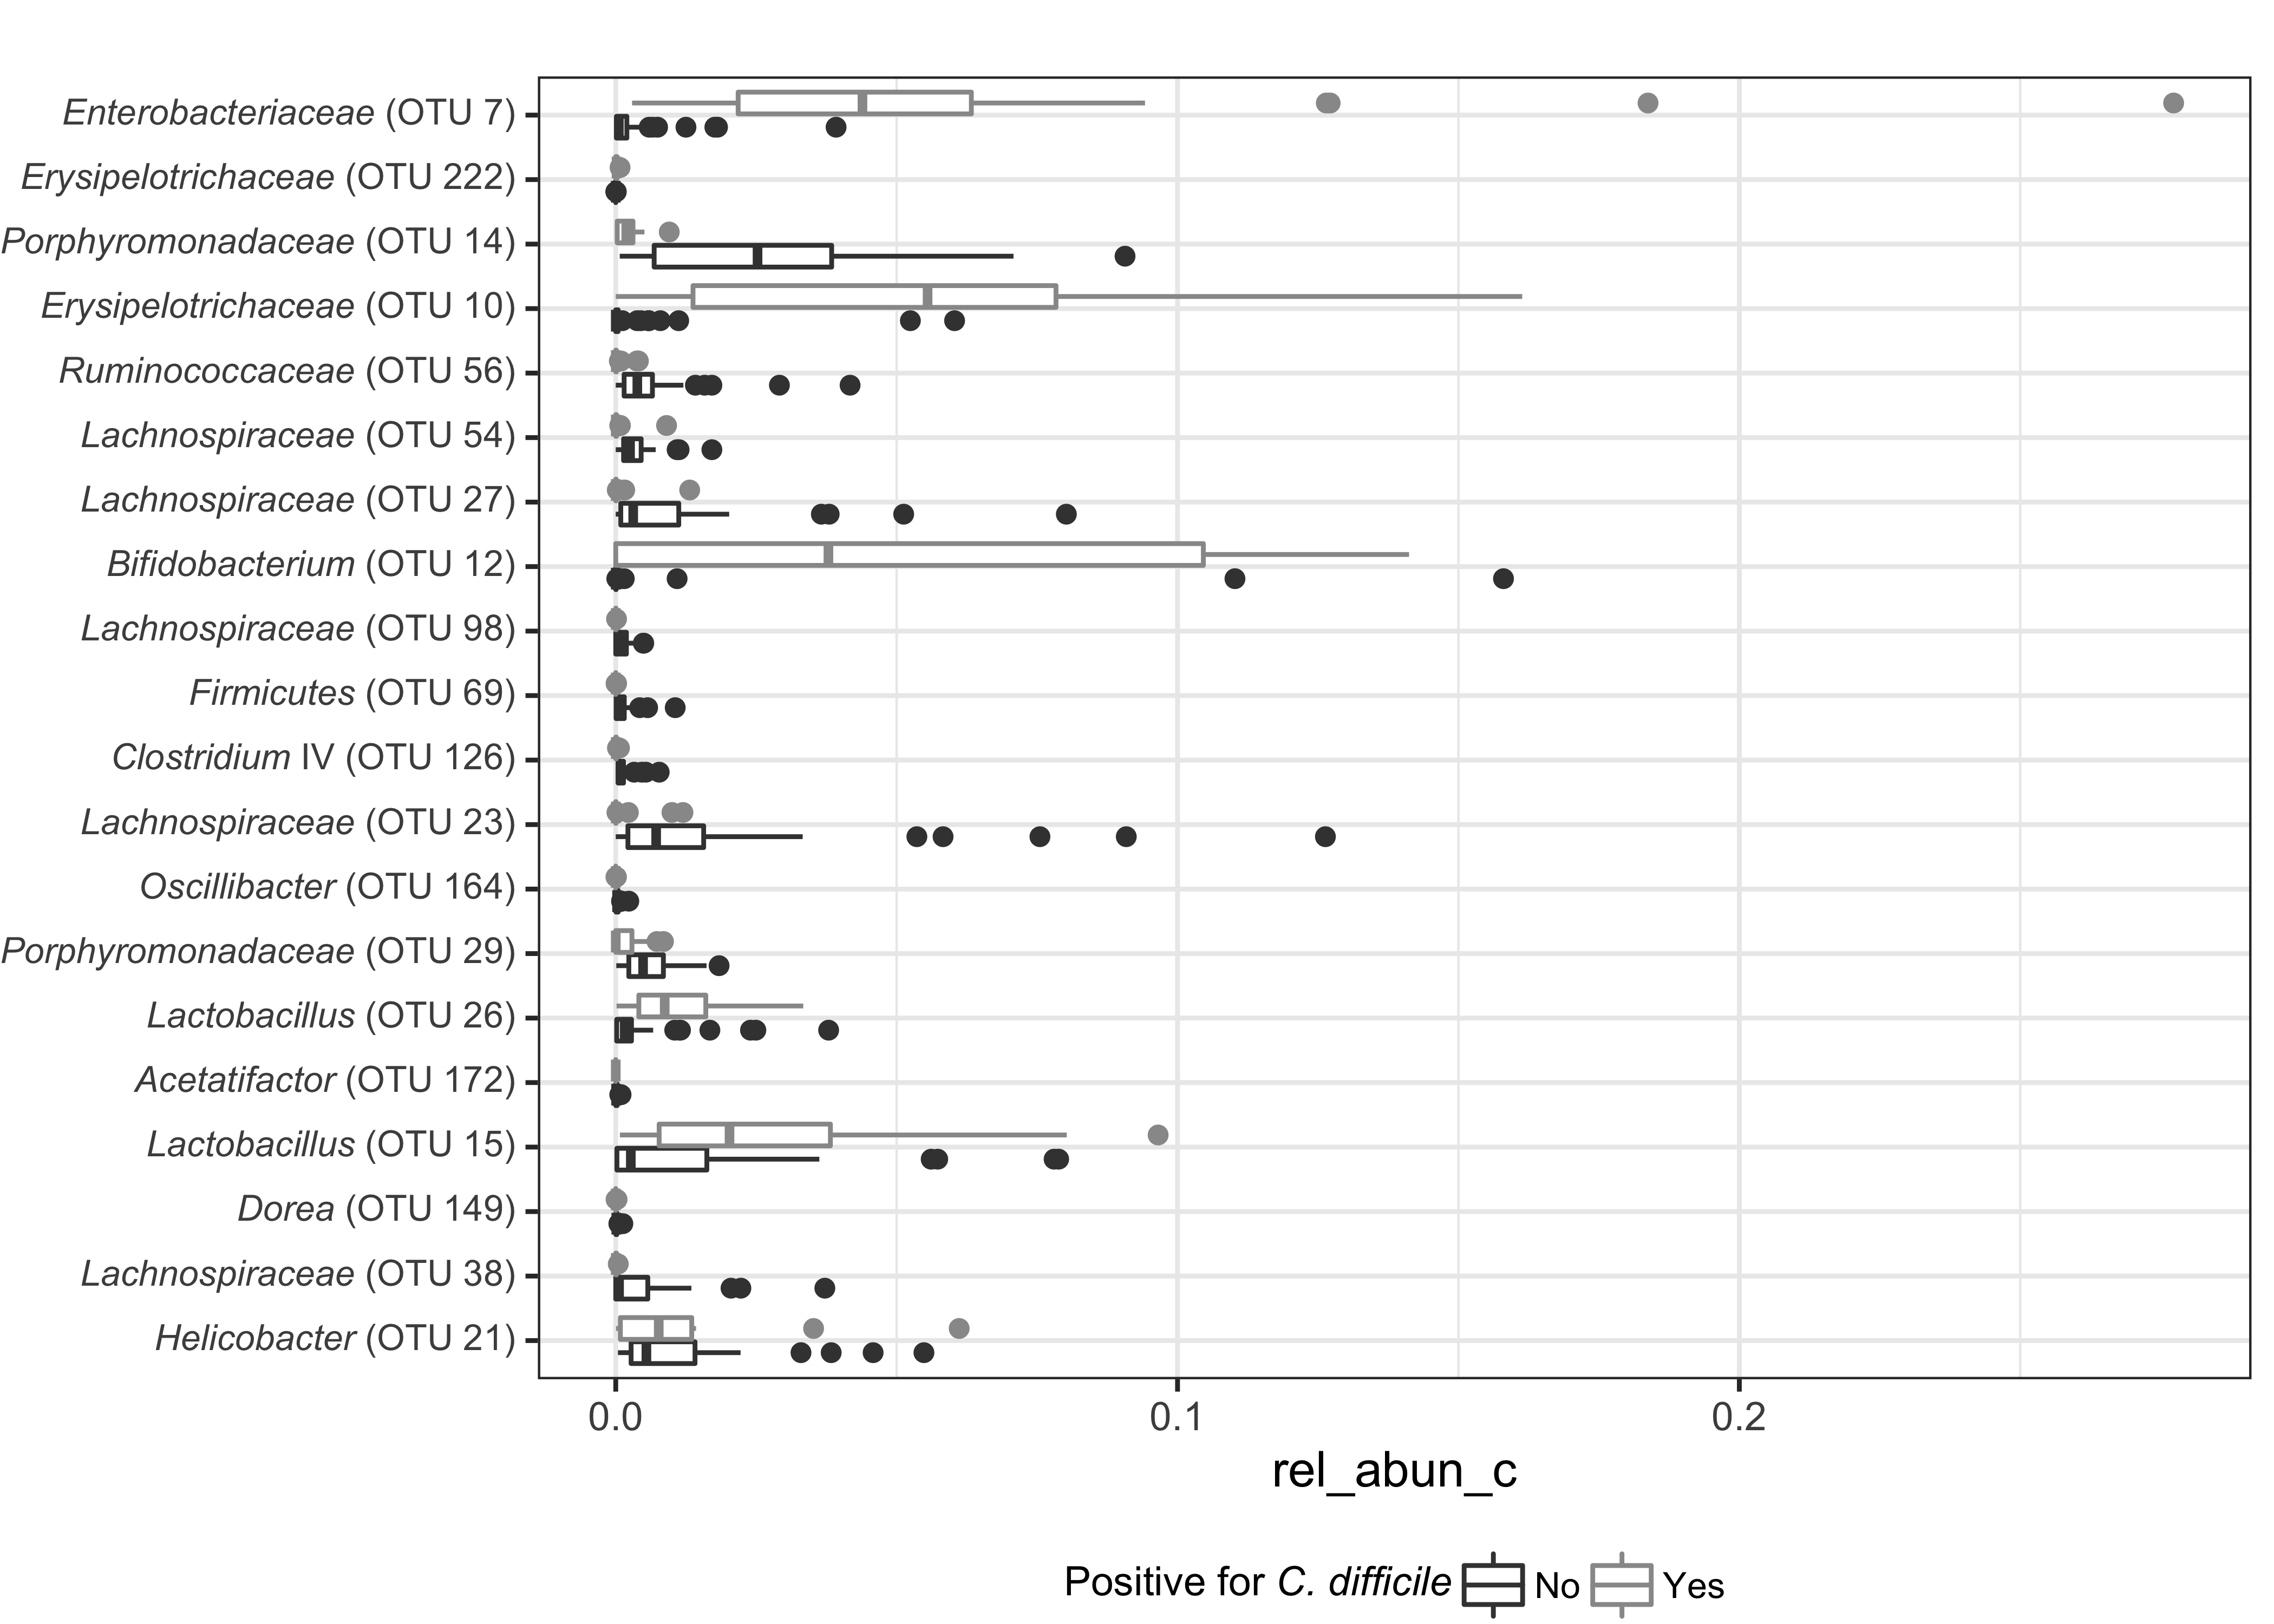 Enterobacteriaceae (OTU 7)
Erysipelotrichaceae (OTU 222)
Porphyromonadaceae (OTU 14)
Erysipelotrichaceae (OTU 10)
Ruminococcaceae (OTU 56)
Lachnospiraceae (OTU 54)
Lachnospiraceae (OTU 27)
Bifidobacterium (OTU 12)
Lachnospiraceae (OTU 98)
Firmicutes (OTU 69)
Clostridium IV (OTU 126)
Lachnospiraceae (OTU 23)
Oscillibacter (OTU 164)
Porphyromonadaceae (OTU 29)
Lactobacillus (OTU 26)
Acetatifactor (OTU 172)
Lactobacillus (OTU 15)
Dorea (OTU 149)
Lachnospiraceae (OTU 38)
Helicobacter (OTU 21)
0.0 0.1 0.2
rel_abun_c
Positive for C. difficile No Yes